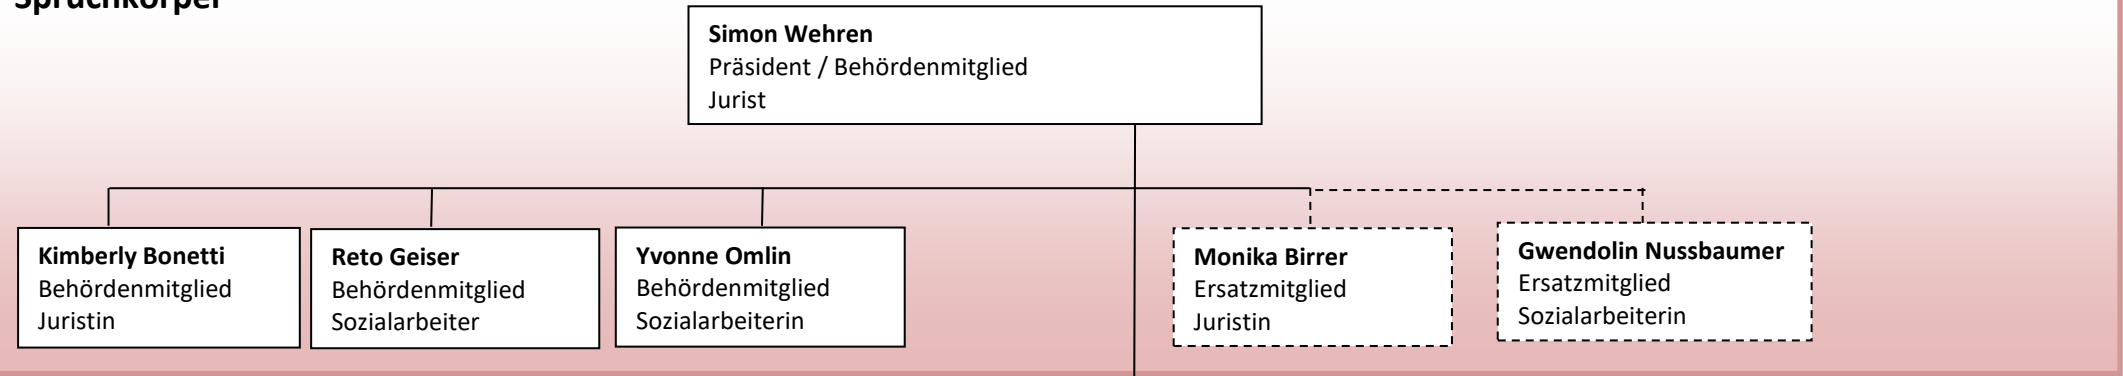 Spruchkörper
Simon Wehren
Präsident / Behördenmitglied
Jurist
Kimberly Bonetti
Behördenmitglied
Juristin
Reto Geiser
Behördenmitglied
Sozialarbeiter
Yvonne Omlin
Behördenmitglied
Sozialarbeiterin
Monika Birrer
Ersatzmitglied
Juristin
Gwendolin Nussbaumer
Ersatzmitglied
Sozialarbeiterin